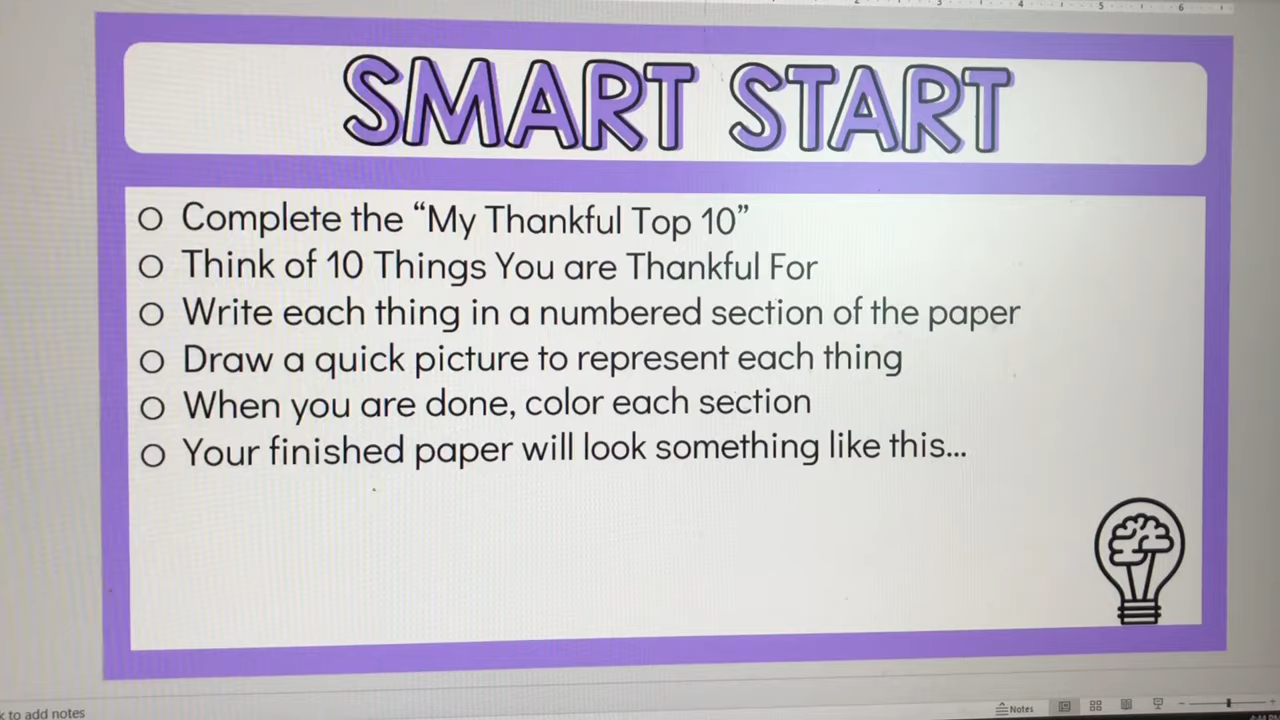 SMART START
Complete the “My Thankful Top 10”
Think of 10 Things You are Thankful For
Write each thing in a numbered section of the paper
Draw a quick picture to represent each thing
When you are done, color each section
Your finished paper will look something like this...
to add notes
Notes